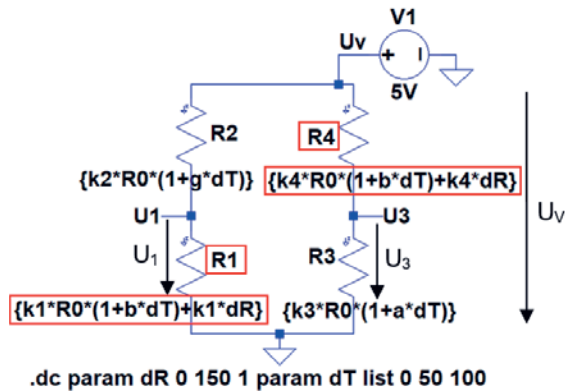 V1
Uv
+ –
5V
R2
R4
{k2*R0*(1+g*dT)}
{k4*R0*(1+b*dT)+k4*dR}
U1
U3
UV
U1
R1
R3
U3
{k1*R0*(1+b*dT)+k1*dR}
{k3*R0*(1+a*dT)}
.dc param dR 0 150 1 param dT list 0 50 100